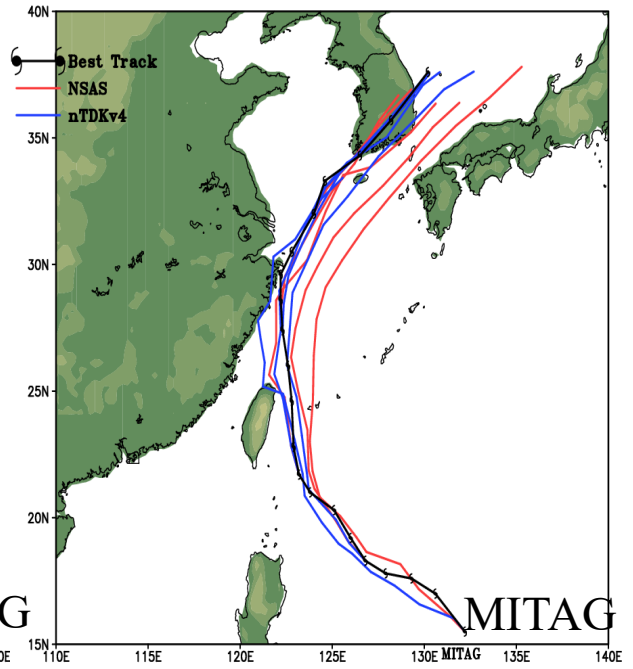 40N
Best Track
NSAS
nTDKv4
35N
30N
25N
20N
G MITAG
15N
0E 110E 115E 120E 125E 130E MITAG 135E 140E